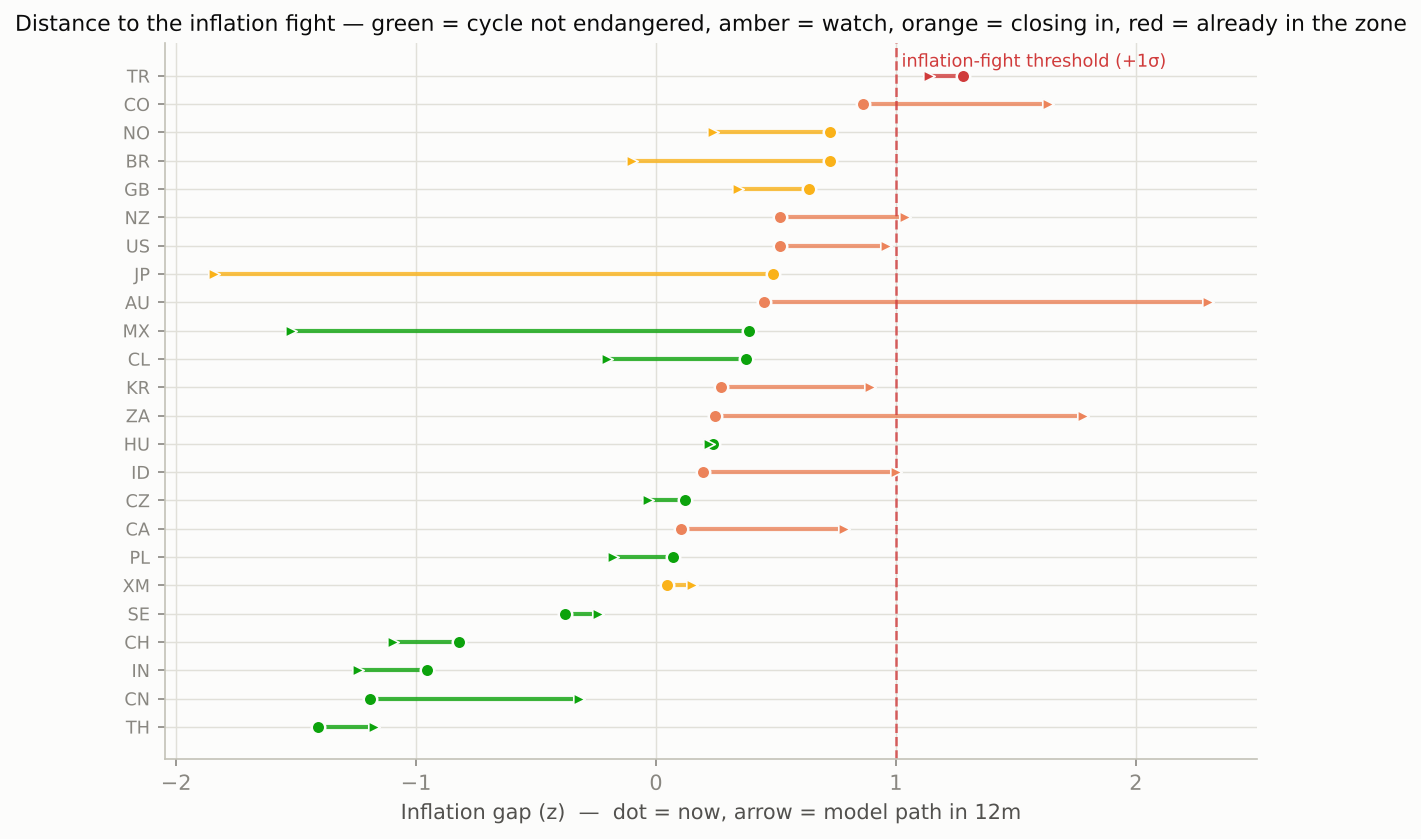 Distance to the inflation fight — green = cycle not endangered, amber = watch, orange = closing in, red = already in the zone
inflation-fight threshold (+1σ)
TR
CO
NO
BR
GB
NZ
US
JP
AU
MX
CL
KR
ZA
HU
ID
CZ
CA
PL
XM
SE
CH
IN
CN
TH
−2 −1 0 1 2
Inflation gap (z) — dot = now, arrow = model path in 12m